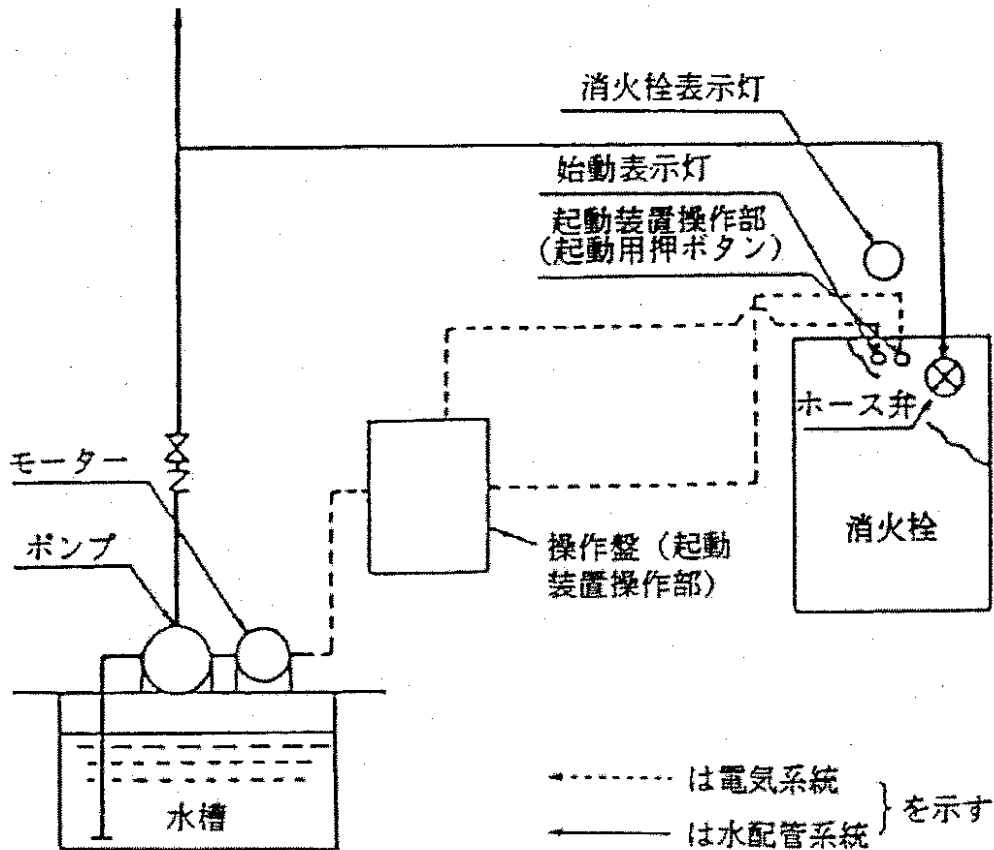 消火栓表示灯
始動表示灯
起動装置操作部
(起動用押ボタン)
ホース弁
モーター
ポンプ
操作盤(起動
装置操作部)
消火栓
水槽
は電気系統
は水配管系統
}を示す